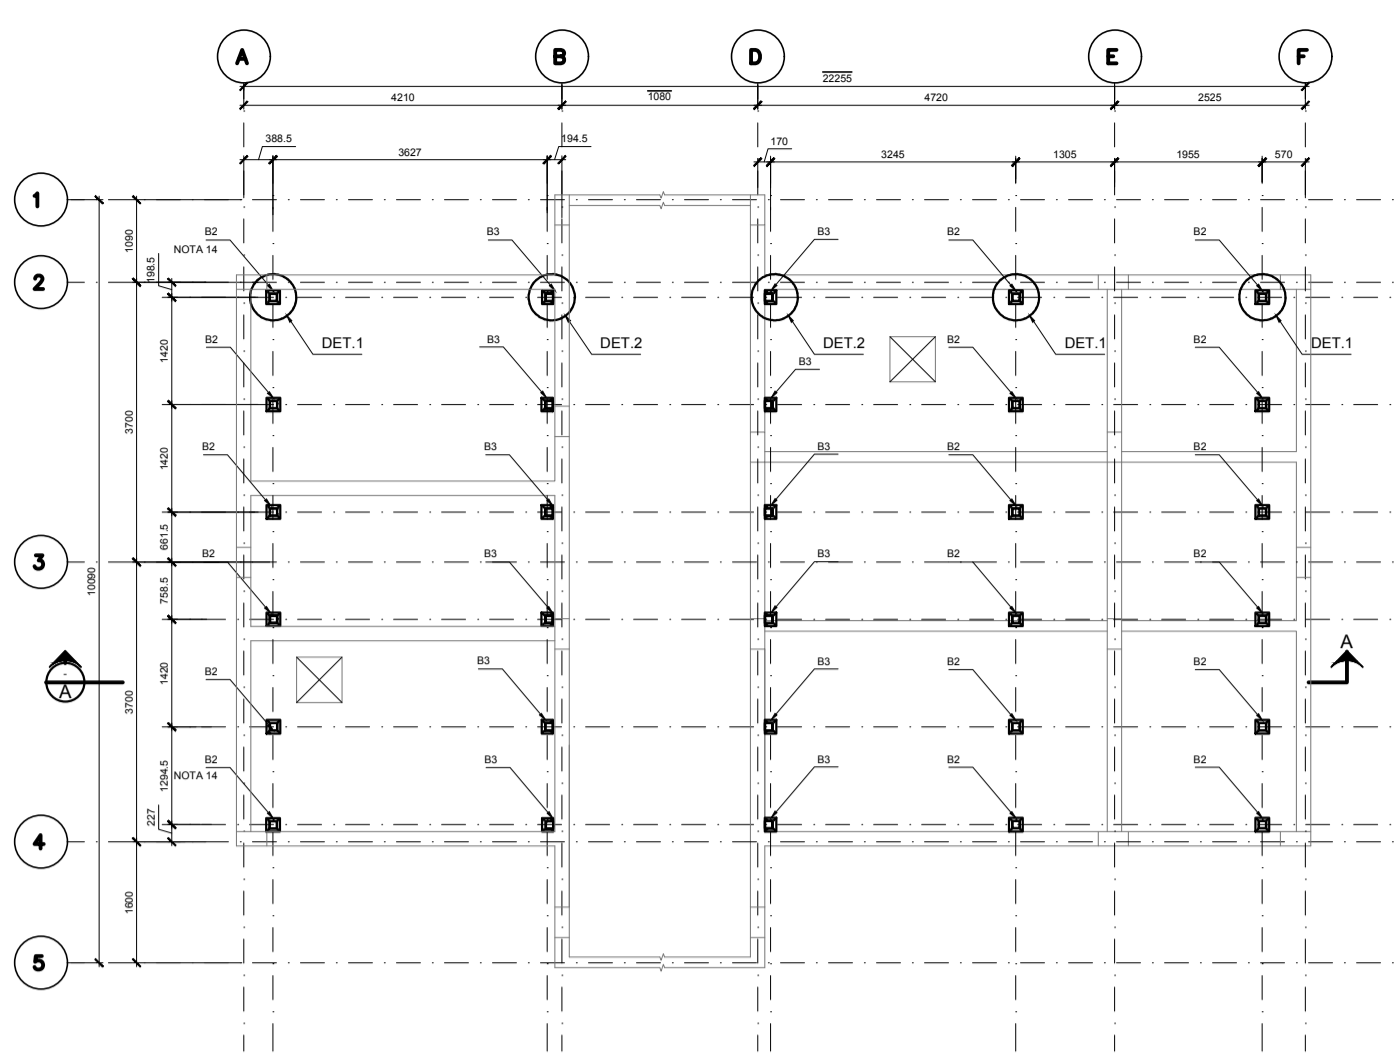 A B D E F
22255
4210 1080 4720 2525
388.5 3627 194.5 170 3245 1305 1955 570
1
1090
B2 B3 B3 B2 B2
NOTA 14
198.5
2
DET.1 DET.2 DET.2 DET.1 DET.1
1420
B2 B3 B3 B2 B2
3700
1420
B2 B3 B3 B2 B2
661.5
3
B2 B3 B3 B2 B2
10090
758.5
A
-
A
B2 B3 B3 B2 B2
1420
3700
B2 B3 B3 B2 B2
NOTA 14
1294.5
227
4
1600
5